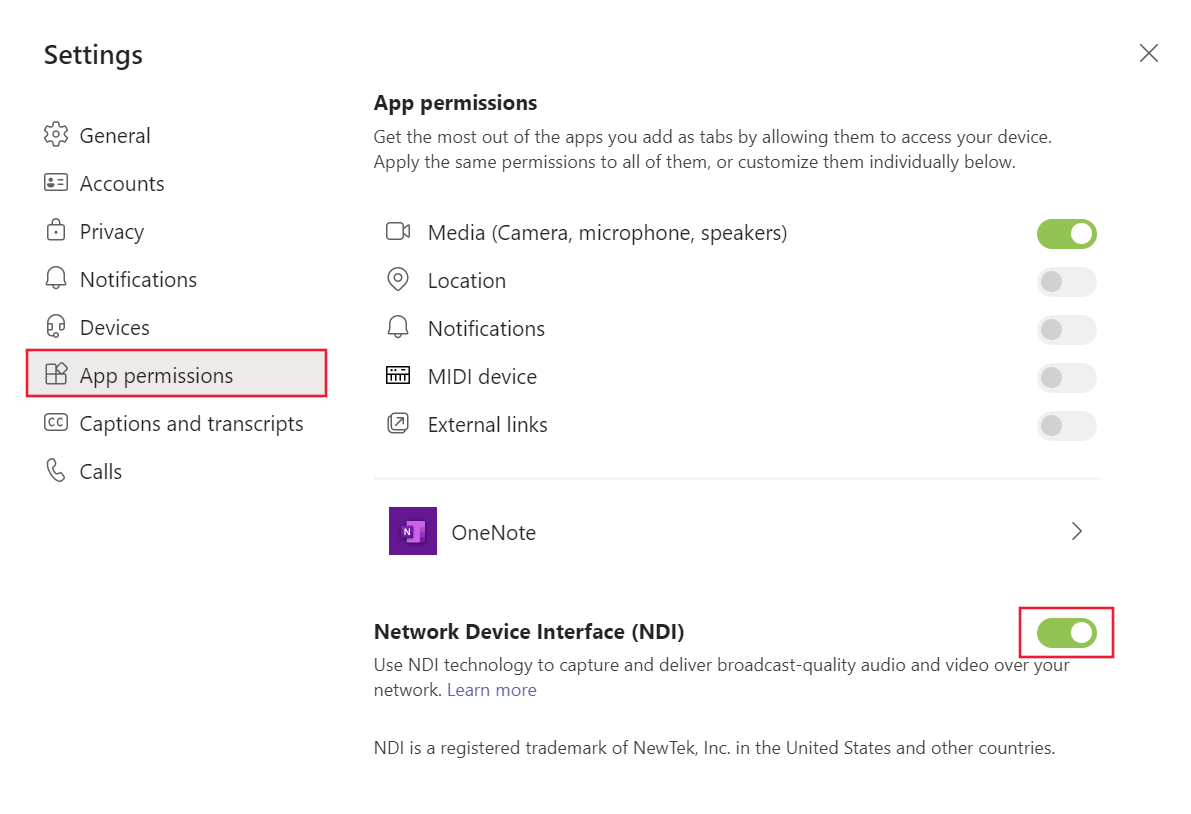 Settings
General
Accounts
Privacy
Notifications
Devices
App permissions
CC Captions and transcripts
Calls
App permissions
Get the most out of the apps you add as tabs by allowing them to access your device.
Apply the same permissions to all of them, or customize them individually below.
Media (Camera, microphone, speakers)
Location
Notifications
MIDI device
External links
N OneNote
Network Device Interface (NDI)
Use NDI technology to capture and deliver broadcast-quality audio and video over your
network. Learn more
NDI is a registered trademark of NewTek, Inc. in the United States and other countries.